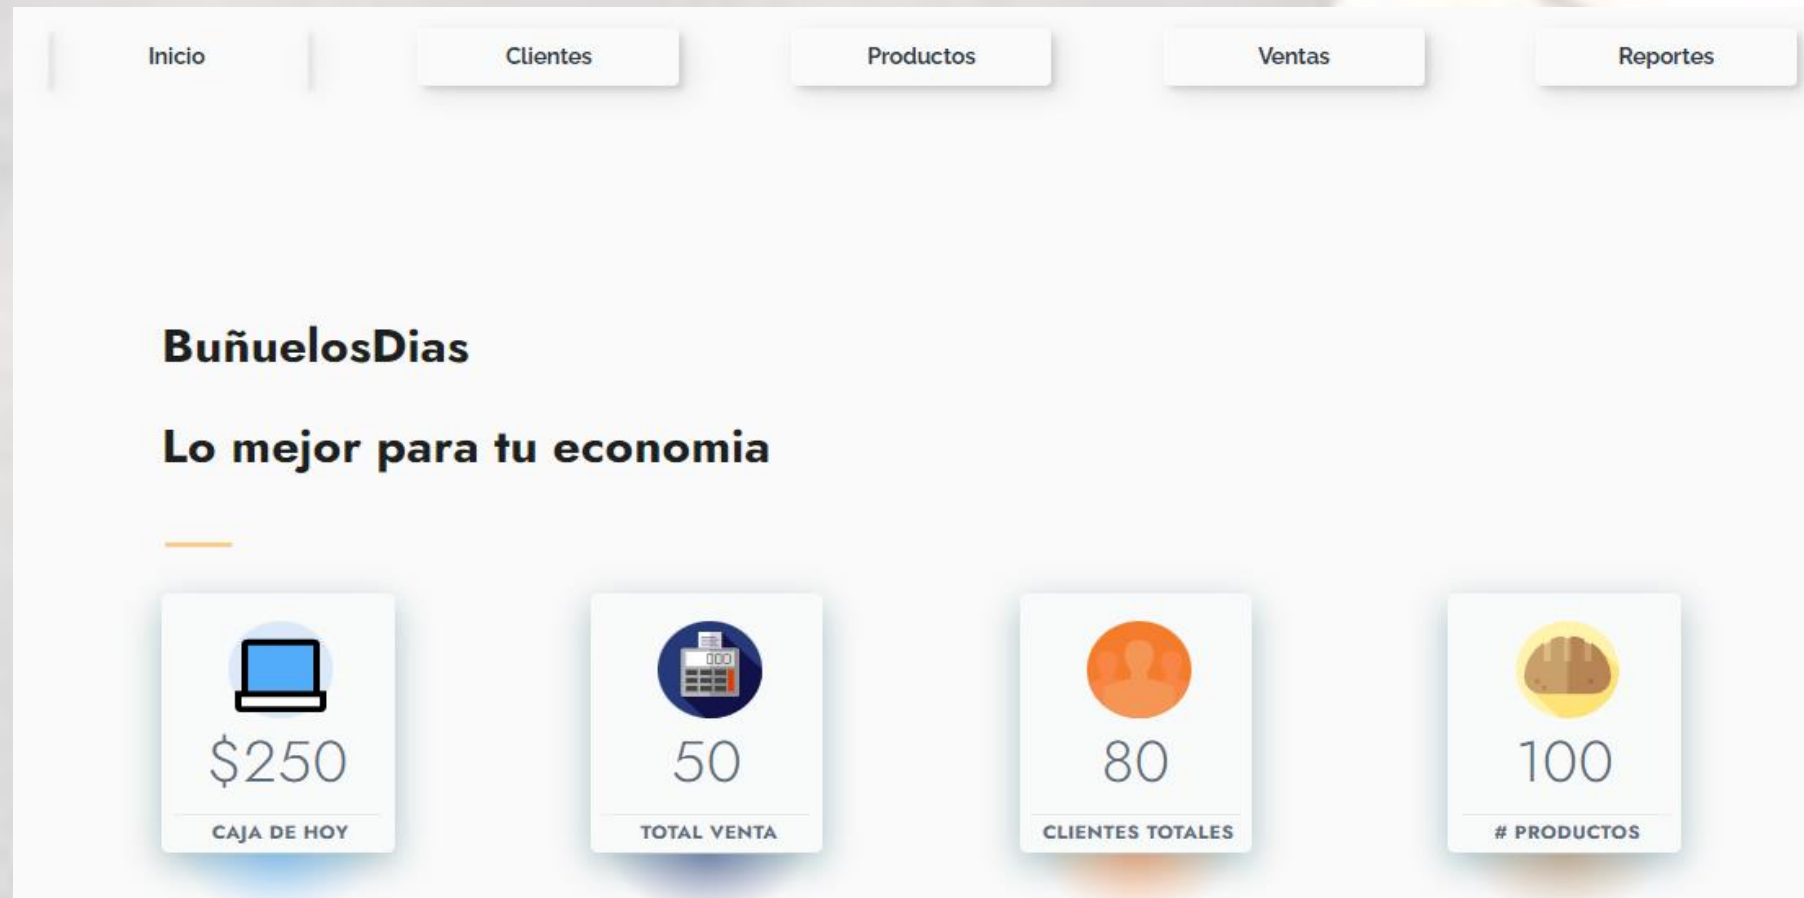 Inicio Clientes Productos Ventas Reportes
BuñuelosDias
Lo mejor para tu economia
000
$250 50 80 100
CAJA DE HOY TOTAL VENTA CLIENTES TOTALES # PRODUCTOS